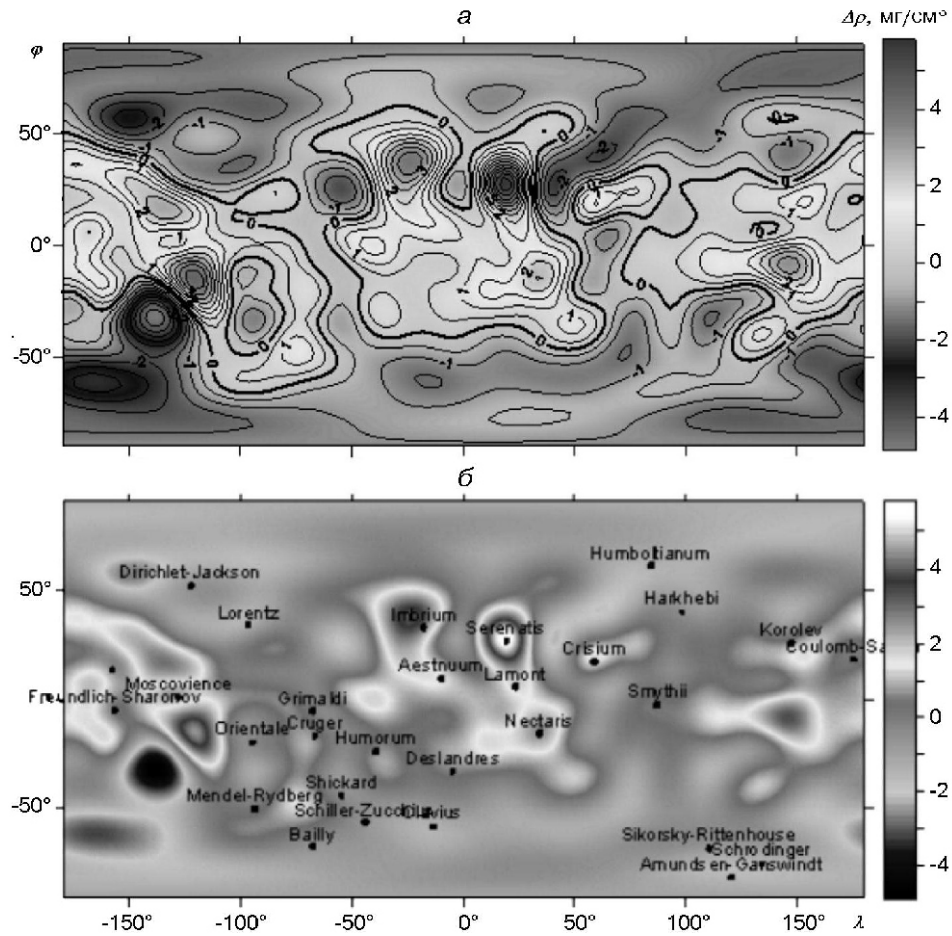 а
Δρ, мг/см³
φ
50°
0°
-50°
4
2
0
-2
-4
б
Humboltianum
Dirichlet-Jackson
50°
Harkhebi
Lorentz
Imbrium
Serenatis
Korolev
Crisium
Coulomb-Sa
Aestnuum
Lamont
Moscovience
Freundlich-Sharonov
Grimaldi
Smythii
Cruger
Nectaris
Orientale
Humorum
Deslandres
Shickard
Mendel-Rydberg
-50°
Schiller-Zucchius
Clavius
Bailly
Sikorsky-Rittenhouse
Schrodinger
Amundsen-Ganswindt
4
2
0
-2
-4
-150° -100° -50° 0° 50° 100° 150° λ